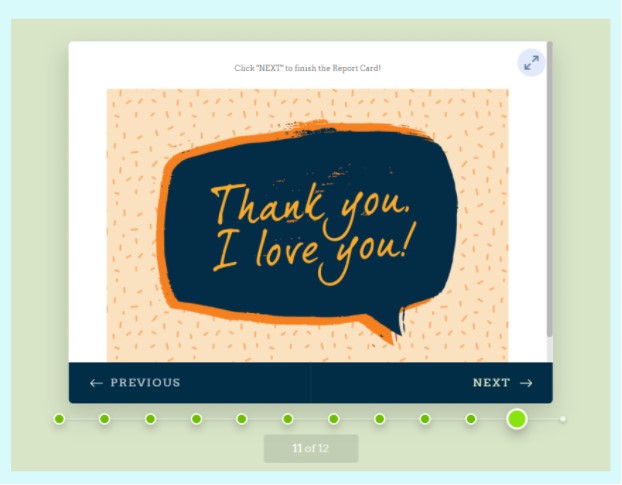 Click "NEXT" to finish the Report Card!
Thank you.
I love you!
← PREVIOUS
NEXT →
11 of 12